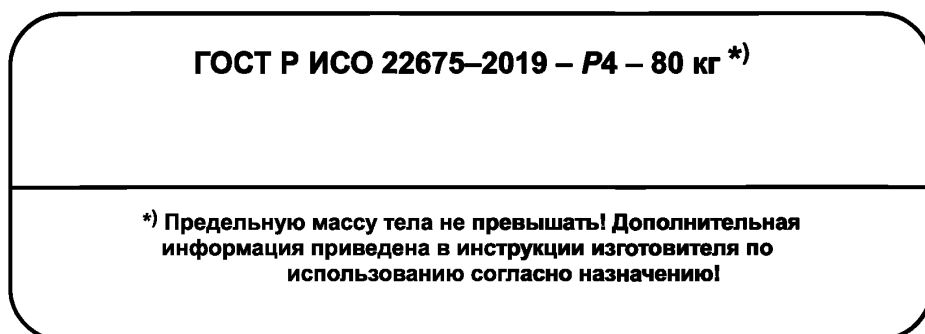 ГОСТ Р ИСО 22675–2019 – P4 – 80 кг *)
*) Предельную массу тела не превышать! Дополнительная
информация приведена в инструкции изготовителя по
использованию согласно назначению!